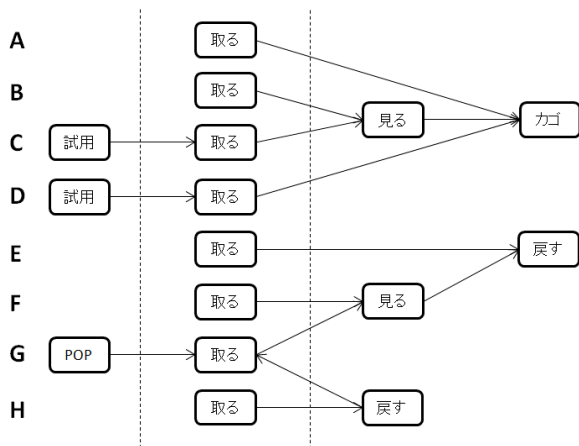 A 取る
B 取る
見る カゴ
C 試用 取る
D 試用 取る
E 取る 戻す
F 取る 見る
G POP 取る
H 取る 戻す